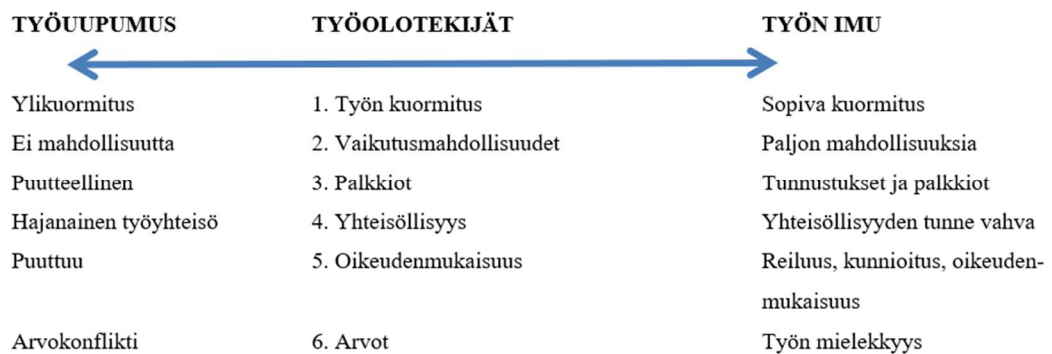 TYÖUUPUMUS TYÖOLOTEKIJÄT TYÖN IMU
Ylikuormitus 1. Työn kuormitus Sopiva kuormitus
Ei mahdollisuutta 2. Vaikutusmahdollisuudet Paljon mahdollisuuksia
Puutteellinen 3. Palkkiot Tunnustukset ja palkkiot
Hajanainen työyhteisö 4. Yhteisöllisyys Yhteisöllisyyden tunne vahva
Puuttuu 5. Oikeudenmukaisuus Reiluus, kunnioitus, oikeuden-
mukaisuus
Arvokonflikti 6. Arvot Työn mielekkyys